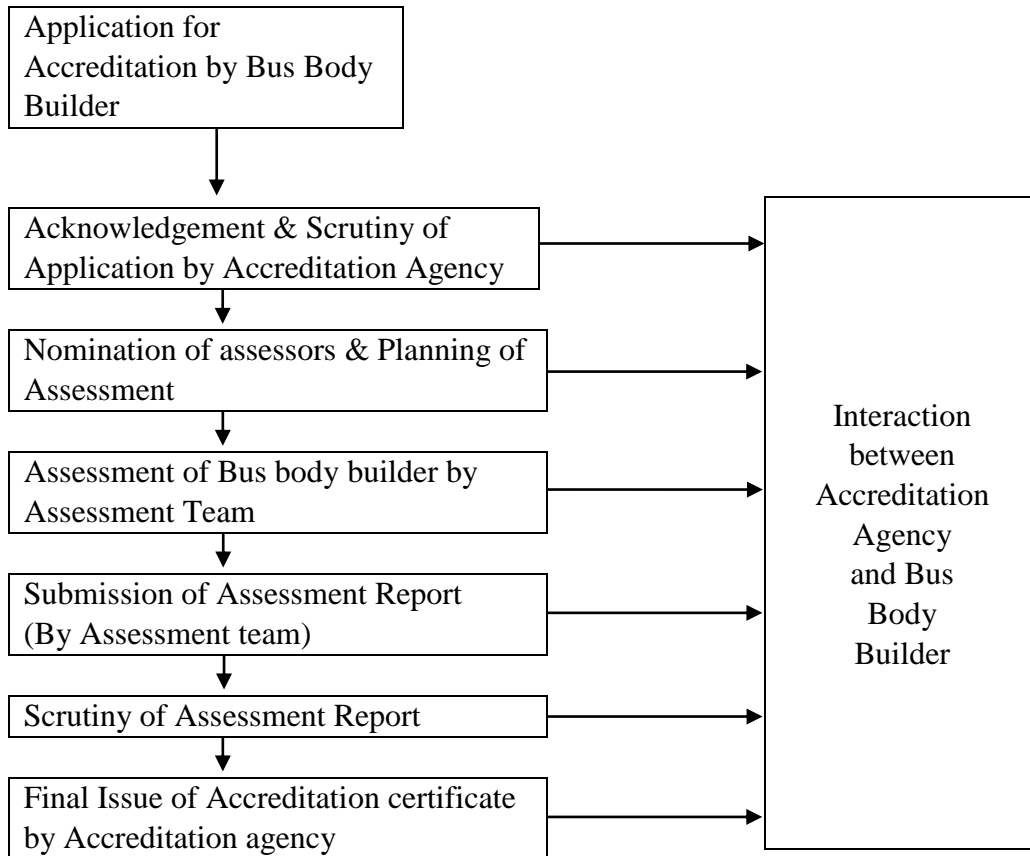 Application for
Accreditation by Bus Body
Builder
Acknowledgement & Scrutiny of
Application by Accreditation Agency
Nomination of assessors & Planning of
Assessment
Assessment of Bus body builder by
Assessment Team
Submission of Assessment Report
(By Assessment team)
Scrutiny of Assessment Report
Final Issue of Accreditation certificate
by Accreditation agency
Interaction
between
Accreditation
Agency
and Bus
Body
Builder